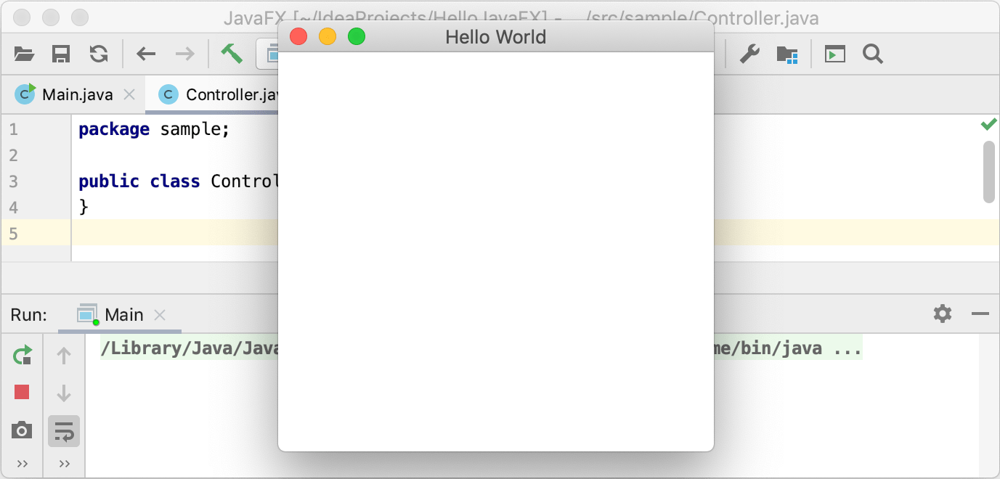 JavaFX [~/IdeaProjects/HelloJavaFX] - .../src/sample/Controller.java
Hello World
C Main.java C Controller.jav
1 package sample;
2
3 public class Control
4 }
5
Run: Main
/Library/Java/Java me/bin/java ...
>> >>